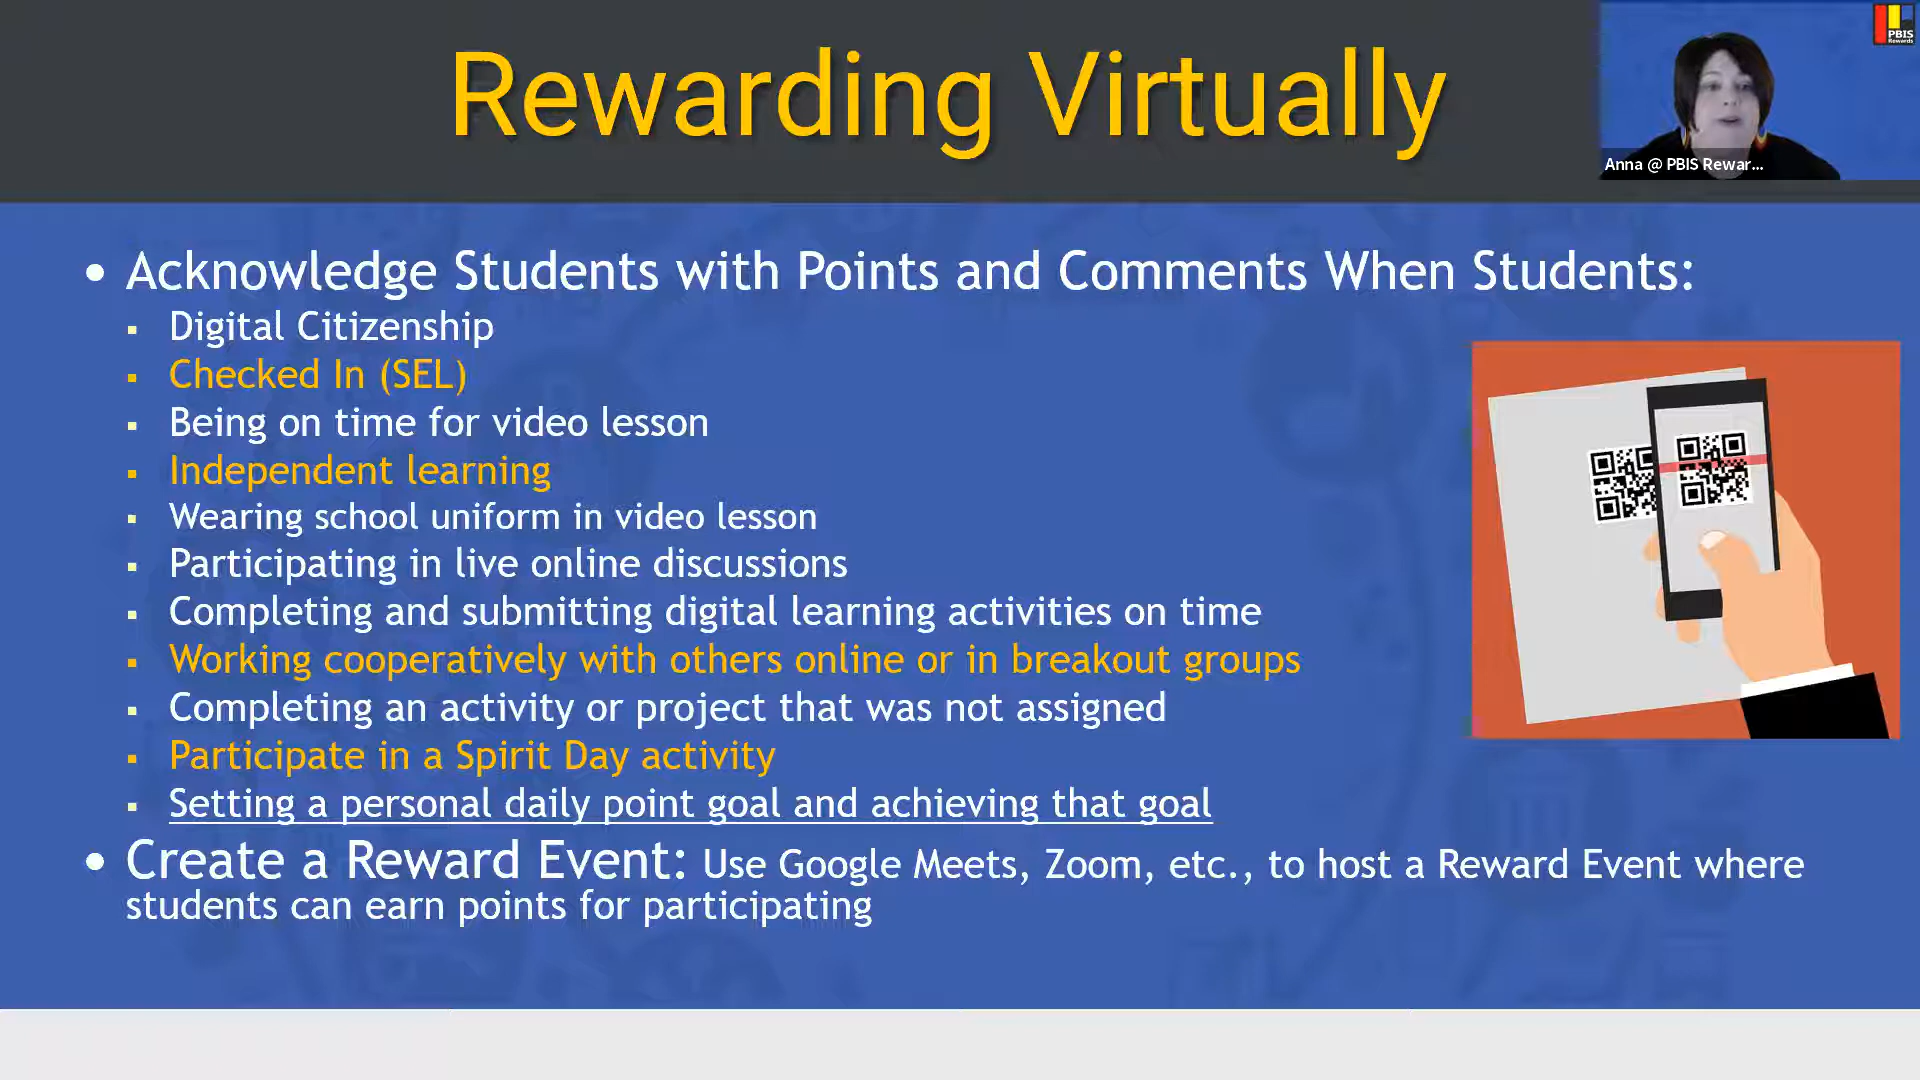 Rewarding Virtually
PBIS
Rewards
Anna @ PBIS Rewar...
• Acknowledge Students with Points and Comments When Students:
▪ Digital Citizenship
▪ Checked In (SEL)
▪ Being on time for video lesson
▪ Independent learning
▪ Wearing school uniform in video lesson
▪ Participating in live online discussions
▪ Completing and submitting digital learning activities on time
▪ Working cooperatively with others online or in breakout groups
▪ Completing an activity or project that was not assigned
▪ Participate in a Spirit Day activity
▪ Setting a personal daily point goal and achieving that goal
• Create a Reward Event: Use Google Meets, Zoom, etc., to host a Reward Event where
students can earn points for participating